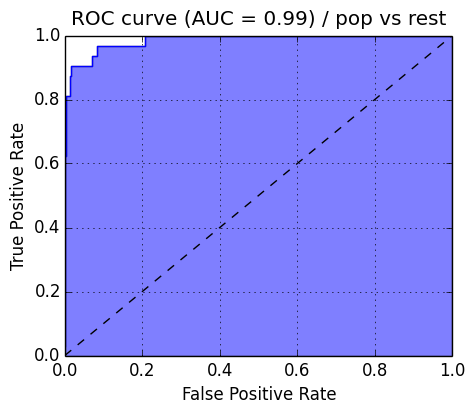 ROC curve (AUC = 0.99) / pop vs rest
1.0
0.8
0.6
0.4
0.2
0.0
True Positive Rate
0.0 0.2 0.4 0.6 0.8 1.0
False Positive Rate